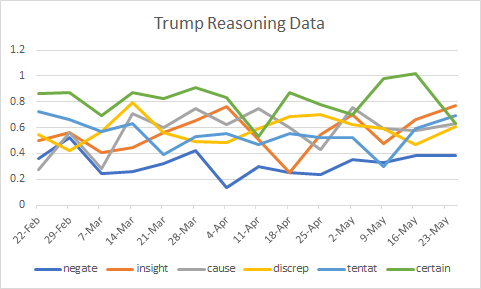 Trump Reasoning Data
1.2
1
0.8
0.6
0.4
0.2
0
22-Feb 29-Feb 7-Mar 14-Mar 21-Mar 28-Mar 4-Apr 11-Apr 18-Apr 25-Apr 2-May 9-May 16-May 23-May
negate insight cause discrep tentat certain